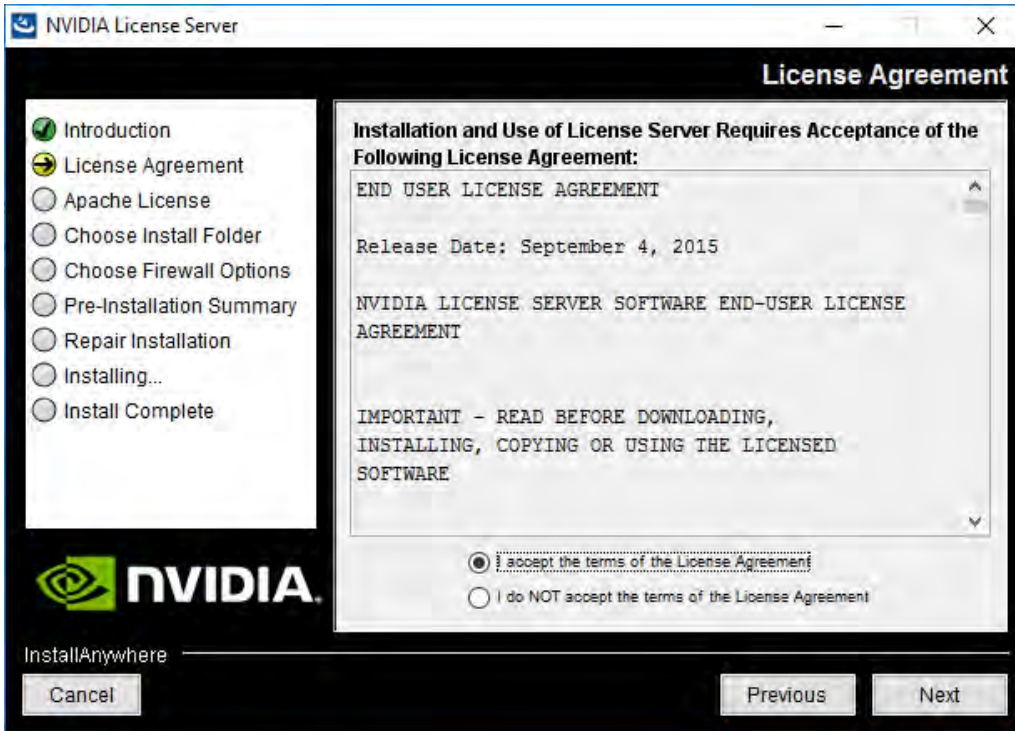 NVIDIA License Server
License Agreement
Introduction
License Agreement
Apache License
Choose Install Folder
Choose Firewall Options
Pre-Installation Summary
Repair Installation
Installing...
Install Complete
Installation and Use of License Server Requires Acceptance of the
Following License Agreement:
END USER LICENSE AGREEMENT
Release Date: September 4, 2015
NVIDIA LICENSE SERVER SOFTWARE END-USER LICENSE
AGREEMENT
IMPORTANT - READ BEFORE DOWNLOADING,
INSTALLING, COPYING OR USING THE LICENSED
SOFTWARE
I accept the terms of the License Agreement
I do NOT accept the terms of the License Agreement
NVIDIA.
InstallAnywhere
Cancel
Previous
Next